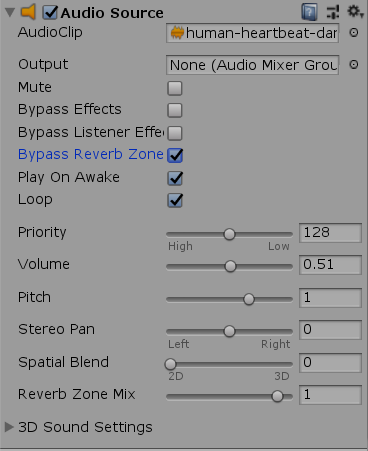 Audio Source
AudioClip human-heartbeat-dar
Output None (Audio Mixer Grou
Mute
Bypass Effects
Bypass Listener Effe
Bypass Reverb Zone
Play On Awake
Loop
Priority 128
High Low
Volume 0.51
Pitch 1
Stereo Pan 0
Left Right
Spatial Blend 0
2D 3D
Reverb Zone Mix 1
3D Sound Settings